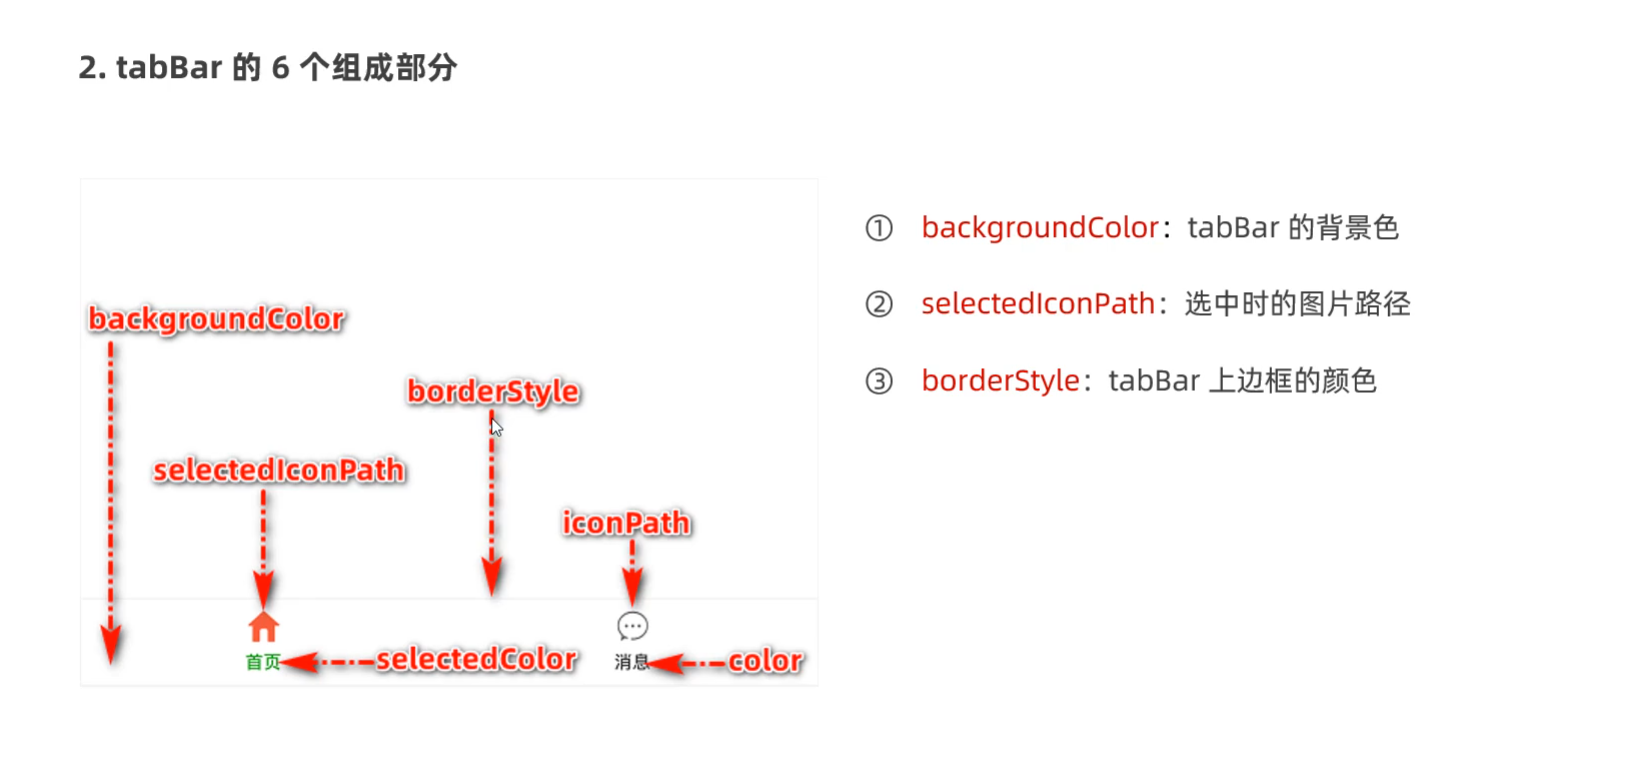 2. tabBar 的 6 个组成部分
backgroundColor
borderStyle
selectedIconPath
iconPath
首页
selectedColor
消息
color
① backgroundColor：tabBar 的背景色
② selectedIconPath：选中时的图片路径
③ borderStyle：tabBar 上边框的颜色